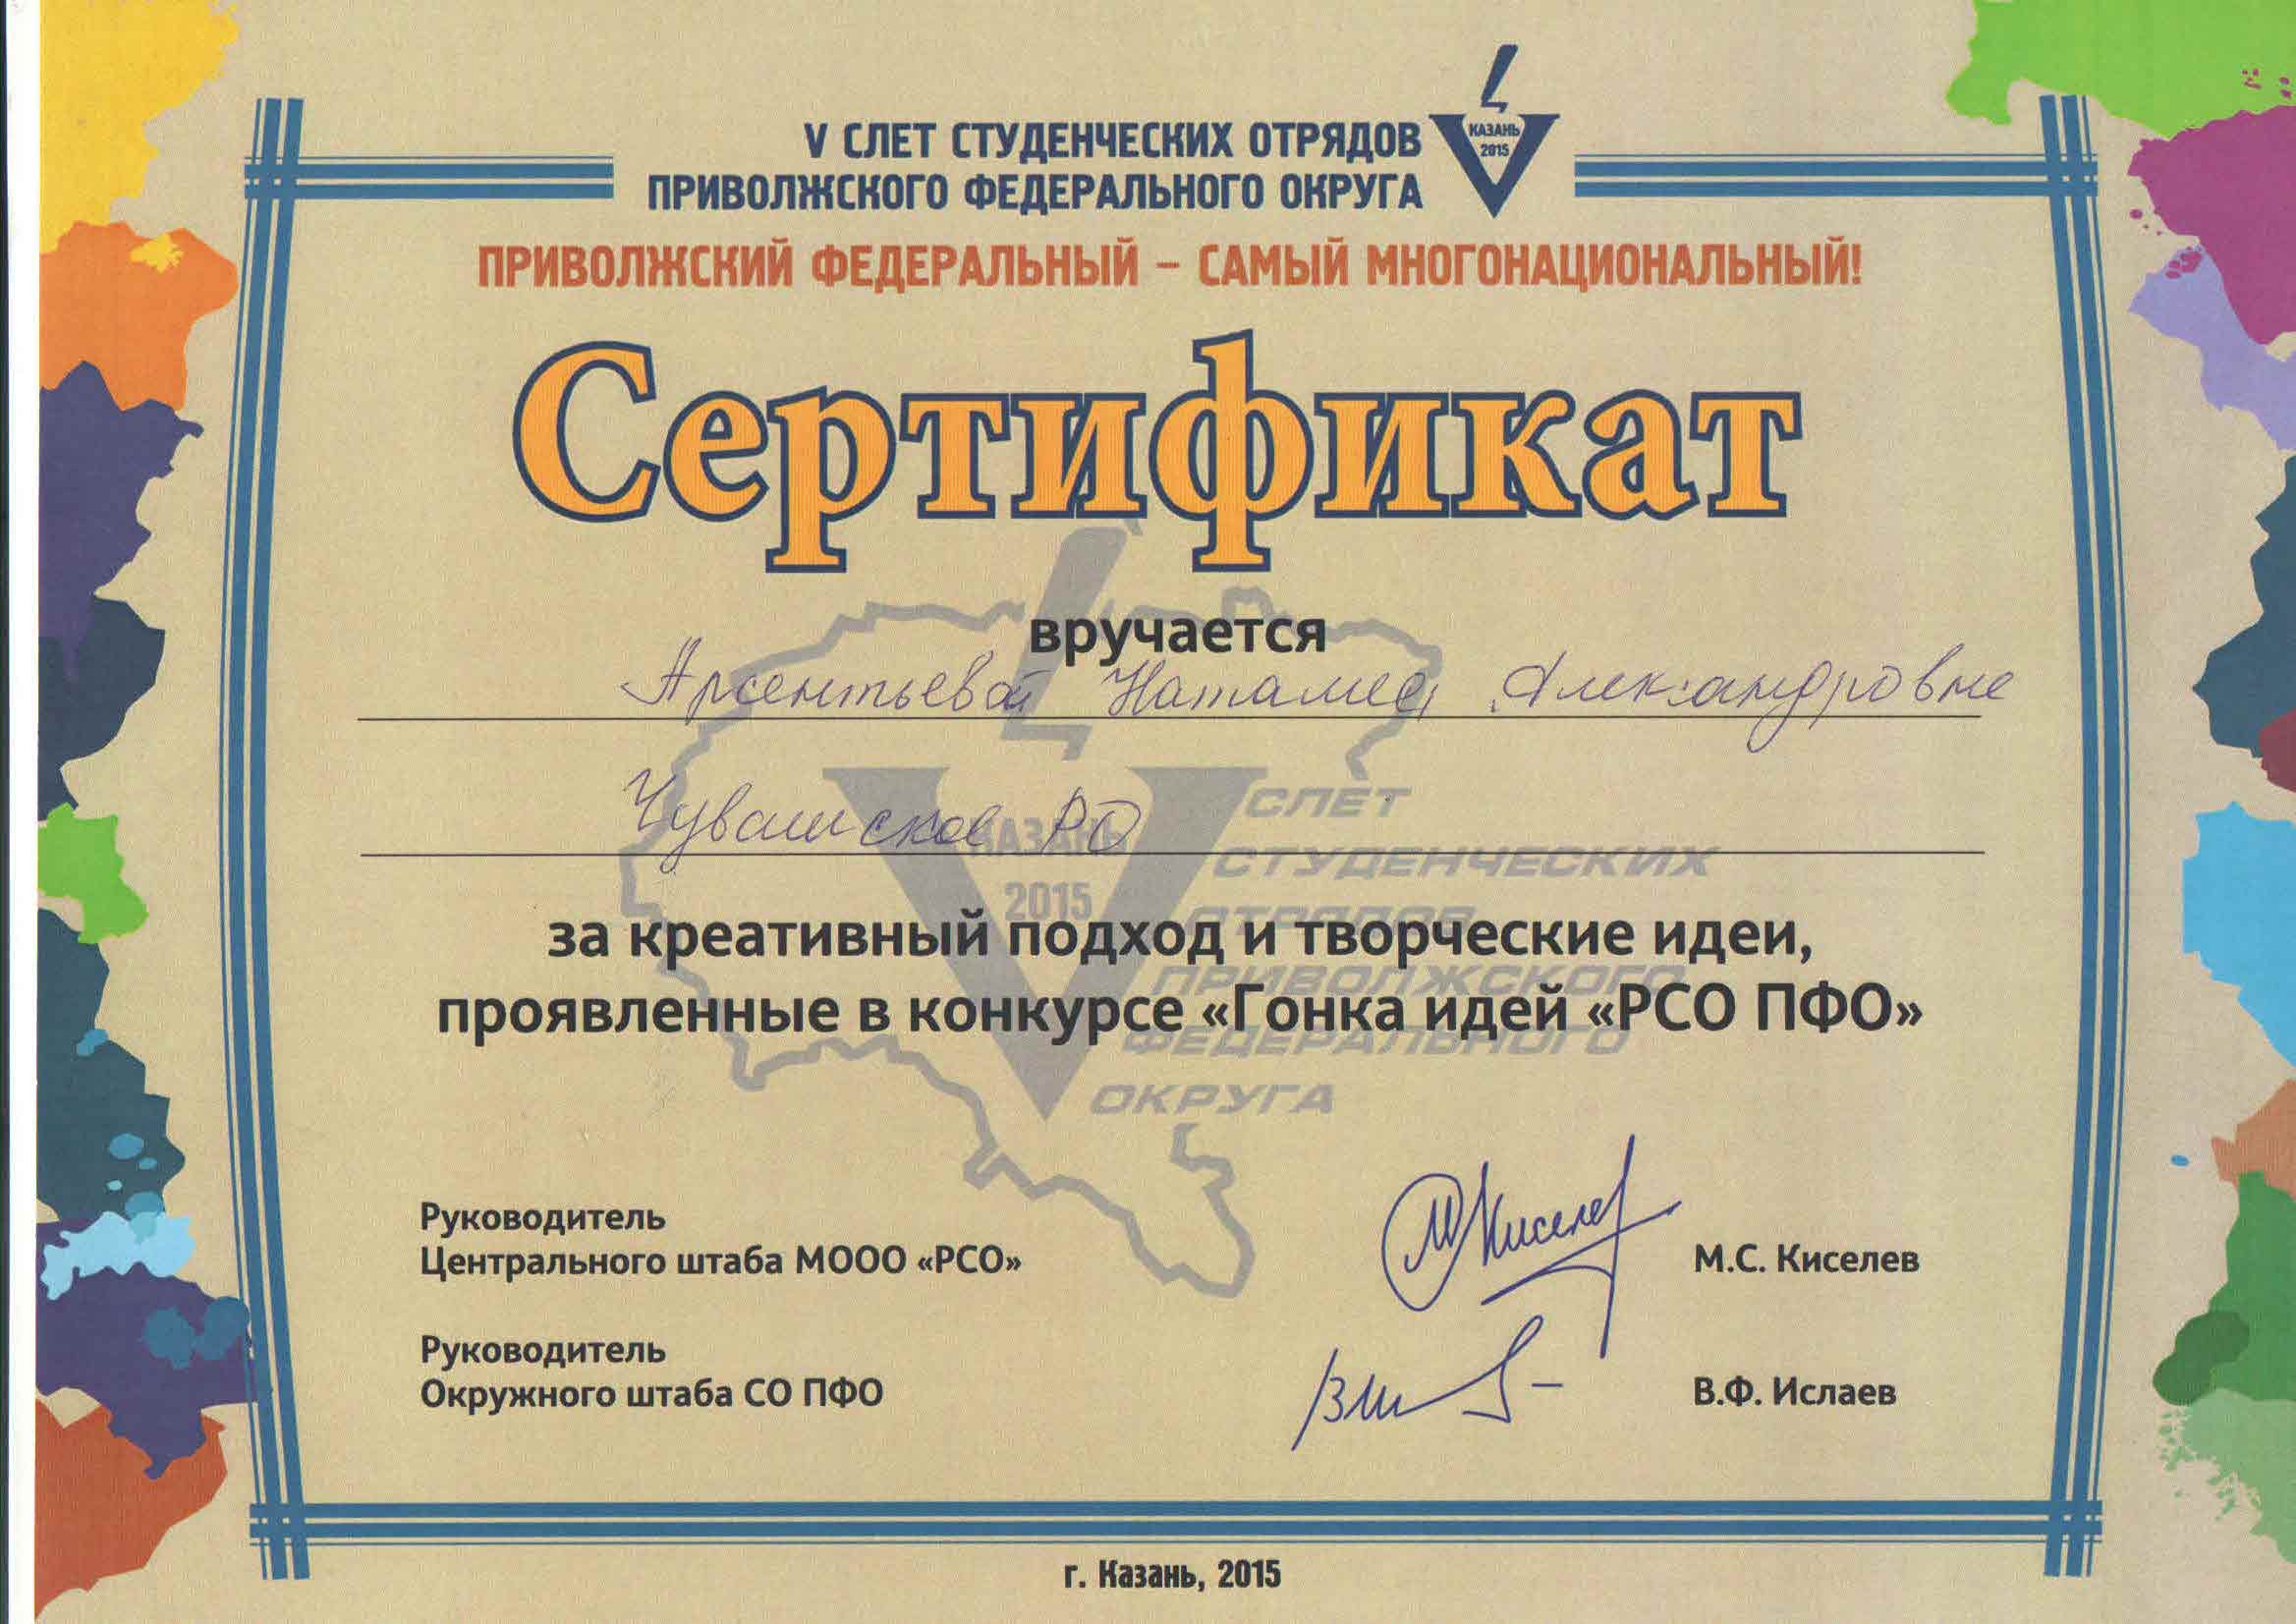 V СЛЕТ СТУДЕНЧЕСКИХ ОТРЯДОВ
ПРИВОЛЖСКОГО ФЕДЕРАЛЬНОГО ОКРУГА
КАЗАНЬ
2015
ПРИВОЛЖСКИЙ ФЕДЕРАЛЬНЫЙ – САМЫЙ МНОГОНАЦИОНАЛЬНЫЙ!
Сертификат
вручается
Арсентьевой Наталие Александровне
Чувашское РО
КАЗАНЬ
2015
СЛЕТ
СТУДЕНЧЕСКИХ
ОТРЯДОВ
ПРИВОЛЖСКОГО
ФЕДЕРАЛЬНОГО
ОКРУГА
за креативный подход и творческие идеи,
проявленные в конкурсе «Гонка идей «РСО ПФО»
Руководитель
Центрального штаба МООО «РСО»
М.С. Киселев
Руководитель
Окружного штаба СО ПФО
В.Ф. Ислаев
г. Казань, 2015